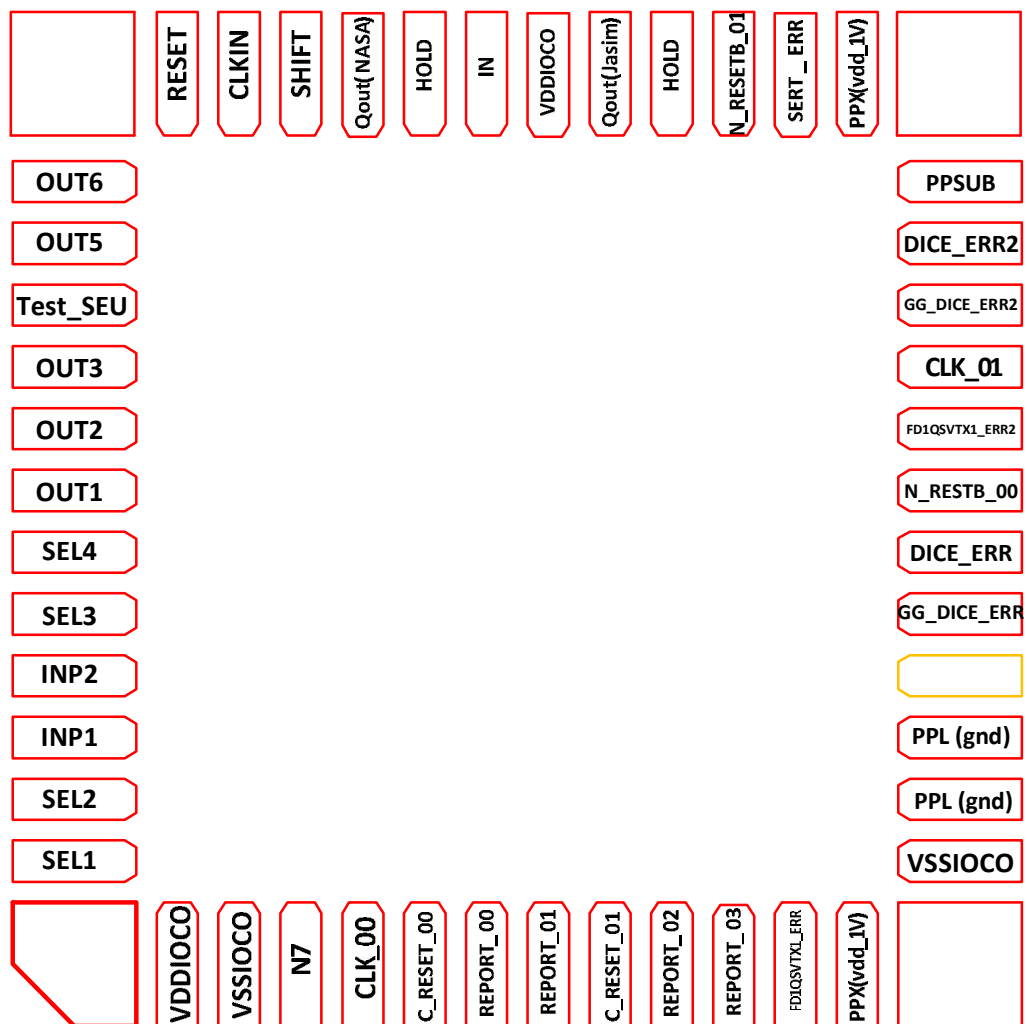 RESET
CLKIN
SHIFT
Qout(NASA)
HOLD
IN
VDDIOCO
Qout(Jasim)
HOLD
N_RESETB_01
SERT_ERR
PPX(vdd_1V)
OUT6
OUT5
Test_SEU
OUT3
OUT2
OUT1
SEL4
SEL3
INP2
INP1
SEL2
SEL1
PPSUB
DICE_ERR2
GG_DICE_ERR2
CLK_01
FD1QSVTX1_ERR2
N_RESTB_00
DICE_ERR
GG_DICE_ERR
PPL (gnd)
PPL (gnd)
VSSIOCO
VDDIOCO
VSSIOCO
N7
CLK_00
C_RESET_00
REPORT_00
REPORT_01
C_RESET_01
REPORT_02
REPORT_03
FD1QSVTX1_ERR
PPX(vdd_1V)